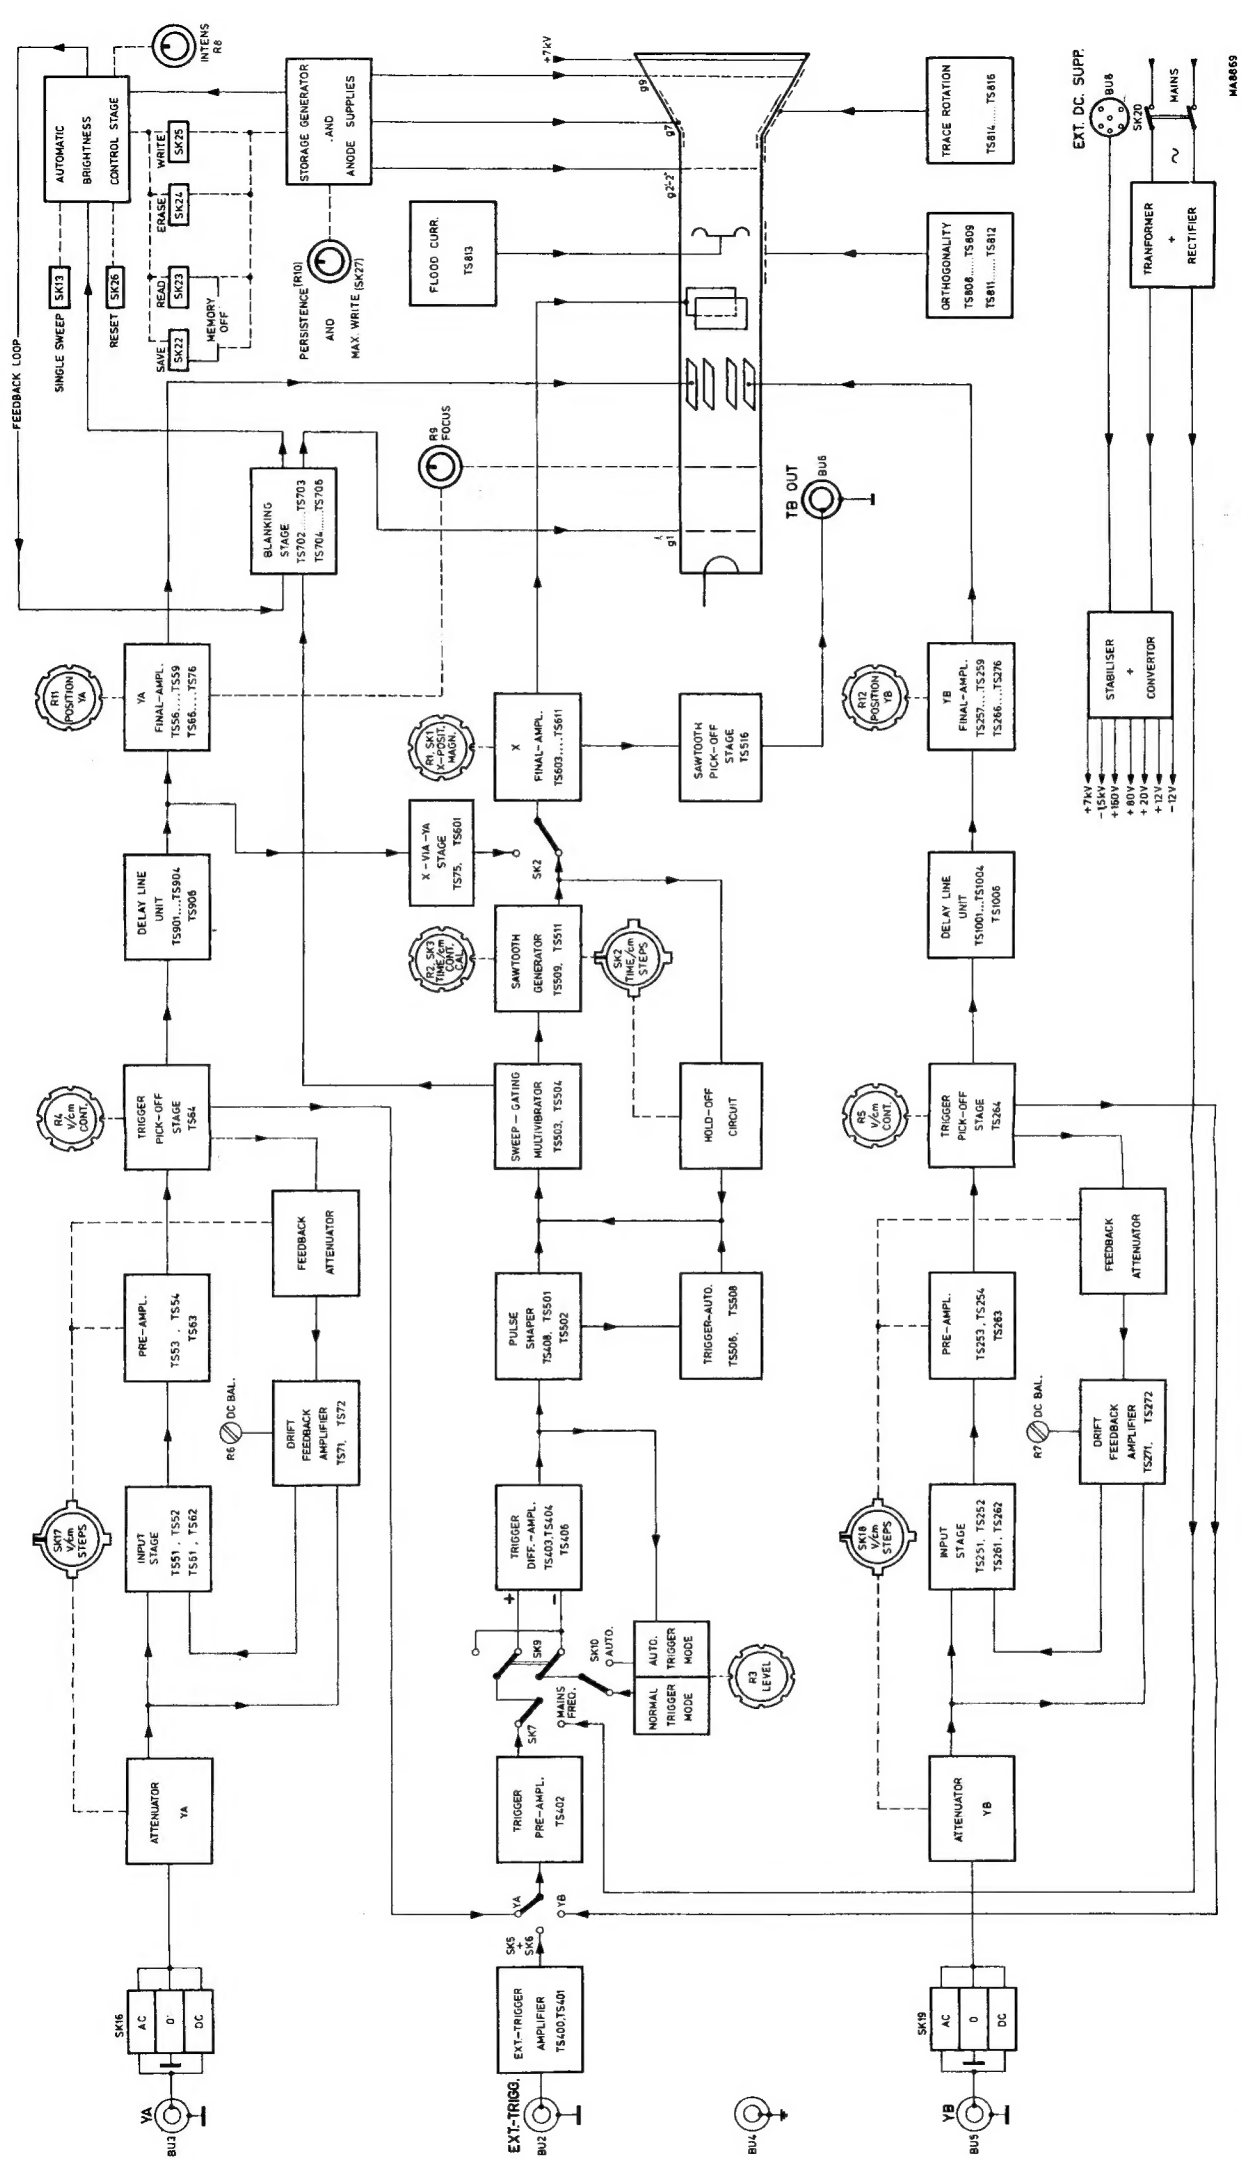 YA
BU3
SK16
AC
0
DC
ATTENUATOR
YA
SK17
V/cm
STEPS
INPUT
STAGE
TS51, TS52
TS61, TS62
R6
DC BAL.
DRIFT
FEEDBACK
AMPLIFIER
TS71, TS72
PRE-AMPL.
TS53, TS54
TS63
FEEDBACK
ATTENUATOR
R4
V/cm
CONT.
TRIGGER
PICK-OFF
STAGE
TS64
DELAY LINE
UNIT
TS901...TS904
TS906
R11
POSITION
YA
YA
FINAL-AMPL.
TS56....TS59
TS66....TS76
FEEDBACK LOOP
BLANKING
STAGE
TS702.....TS703
TS704.....TS706
SINGLE SWEEP
SK13
RESET
SK26
AUTOMATIC
BRIGHTNESS
CONTROL STAGE
INTENS
R8
SAVE
SK22
READ
SK23
ERASE
SK24
WRITE
SK25
MEMORY
OFF
PERSISTENCE (R10)
AND
MAX. WRITE (SK27)
STORAGE GENERATOR
AND
ANODE SUPPLIES
EXT.-TRIGG.
BU2
EXT.-TRIGGER
AMPLIFIER
TS400,TS401
SK5
+
SK6
YA
YB
TRIGGER
PRE-AMPL.
TS402
SK7
MAINS
FREQ.
SK9
SK10
AUTO.
+
-
NORMAL
TRIGGER
MODE
AUTO.
TRIGGER
MODE
R3
LEVEL
TRIGGER
DIFF.-AMPL.
TS403,TS404
TS406
PULSE
SHAPER
TS408, TS501
TS502
TRIGGER-AUTO.
TS506, TS508
SWEEP-GATING
MULTIVIBRATOR
TS503, TS504
HOLD-OFF
CIRCUIT
R2, SK3
TIME/cm
CONT.
CAL.
SAWTOOTH
GENERATOR
TS509, TS511
SK2
TIME/cm
STEPS
X-VIA-YA
STAGE
TS75, TS601
SK2
R1, SK1
X-POSIT.
MAGN.
X
FINAL-AMPL.
TS603....TS611
SAWTOOTH
PICK-OFF
STAGE
TS516
R9
FOCUS
TB OUT
BU6
g1
FLOOD CURR.
TS813
g2'-2"
g7
g9
+7kV
ORTHOGONALITY
TS808.....TS809
TS811.....TS812
TRACE ROTATION
TS814.....TS816
BU4
YB
BU5
SK19
AC
0
DC
ATTENUATOR
YB
SK18
V/cm
STEPS
INPUT
STAGE
TS251, TS252
TS261, TS262
R7
DC BAL.
DRIFT
FEEDBACK
AMPLIFIER
TS271, TS272
PRE-AMPL.
TS253, TS254
TS263
FEEDBACK
ATTENUATOR
R5
V/cm
CONT.
TRIGGER
PICK-OFF
STAGE
TS264
DELAY LINE
UNIT
TS1001...TS1004
TS1006
R12
POSITION
YB
YB
FINAL-AMPL.
TS257....TS259
TS266....TS276
+7kV
-1,5kV
+160V
+80V
+20V
+12V
-12V
STABILISER
+
CONVERTOR
TRANFORMER
+
RECTIFIER
EXT. DC. SUPP.
BU8
SK20
MAINS
~
MA8869